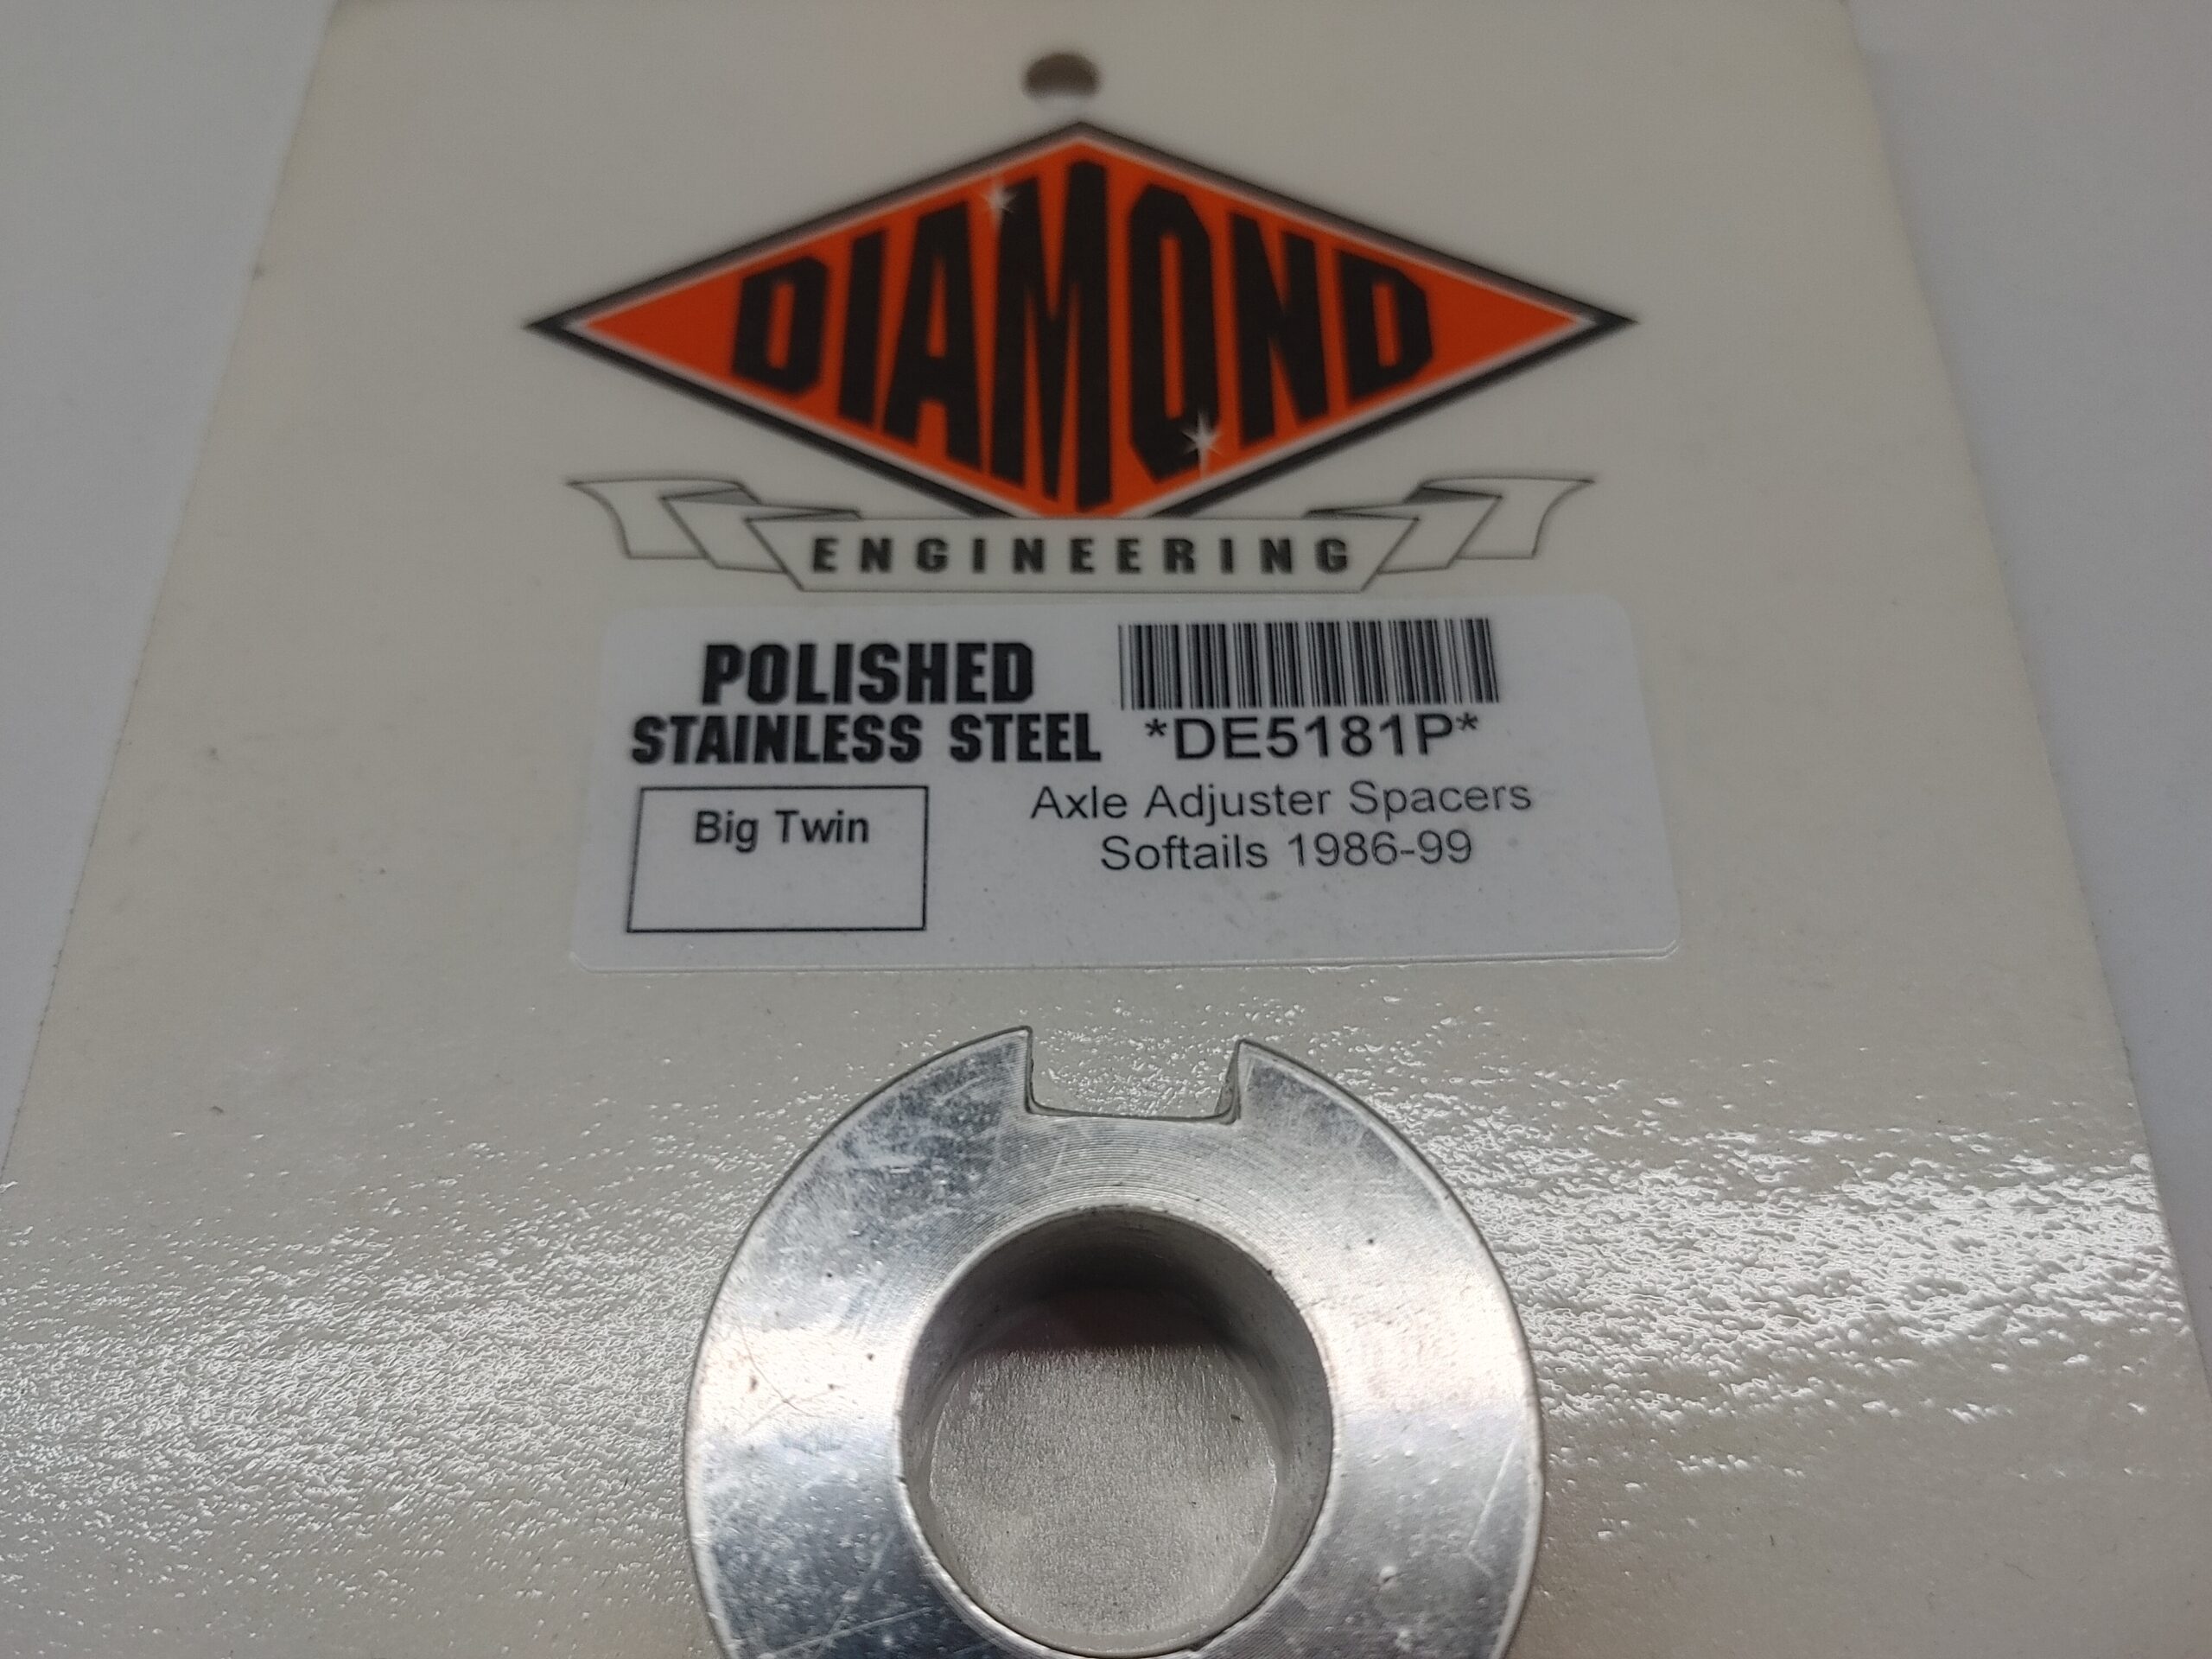 DIAMOND
ENGINEERING
POLISHED
STAINLESS STEEL
*DE5181P*
Big Twin
Axle Adjuster Spacers
Softails 1986-99